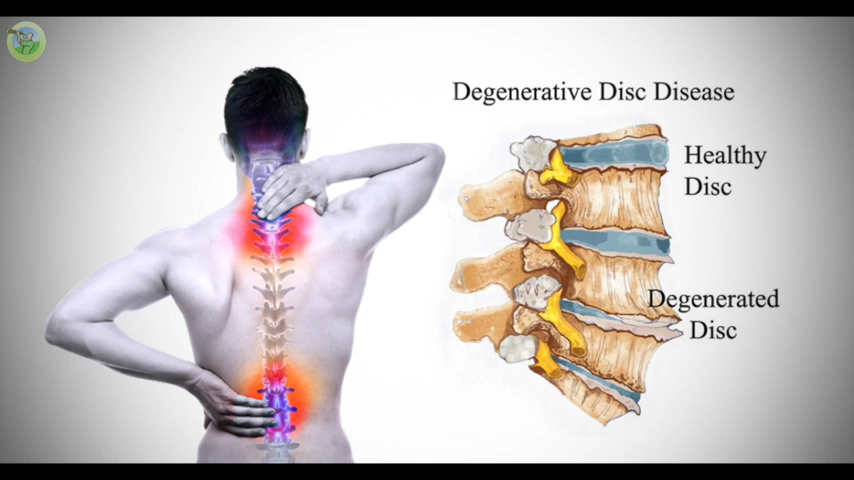 Degenerative Disc Disease
Healthy
Disc
Degenerated
Disc